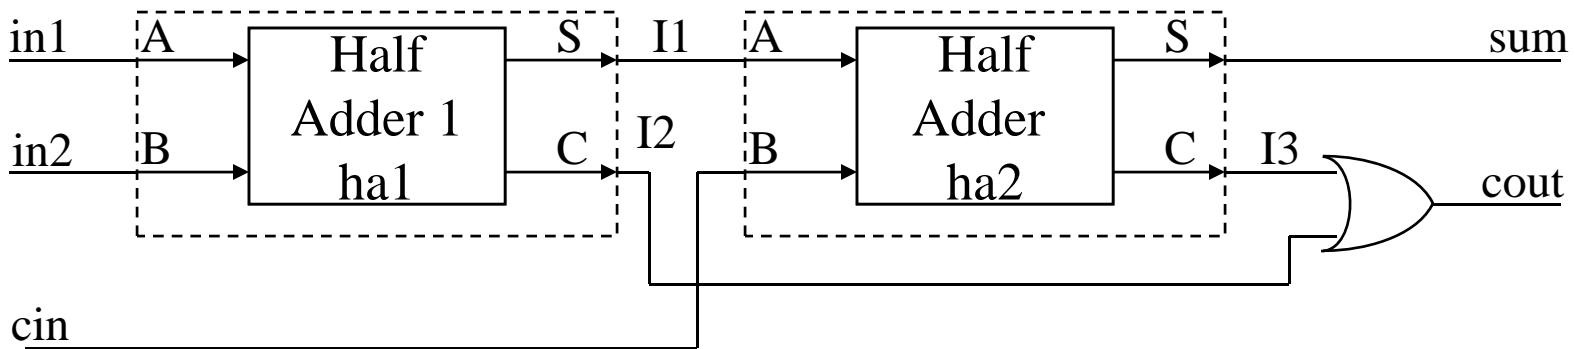 in1
A
Half
Adder 1
ha1
S
I1
A
Half
Adder
ha2
S
sum
in2
B
C
I2
B
C
I3
cout
cin